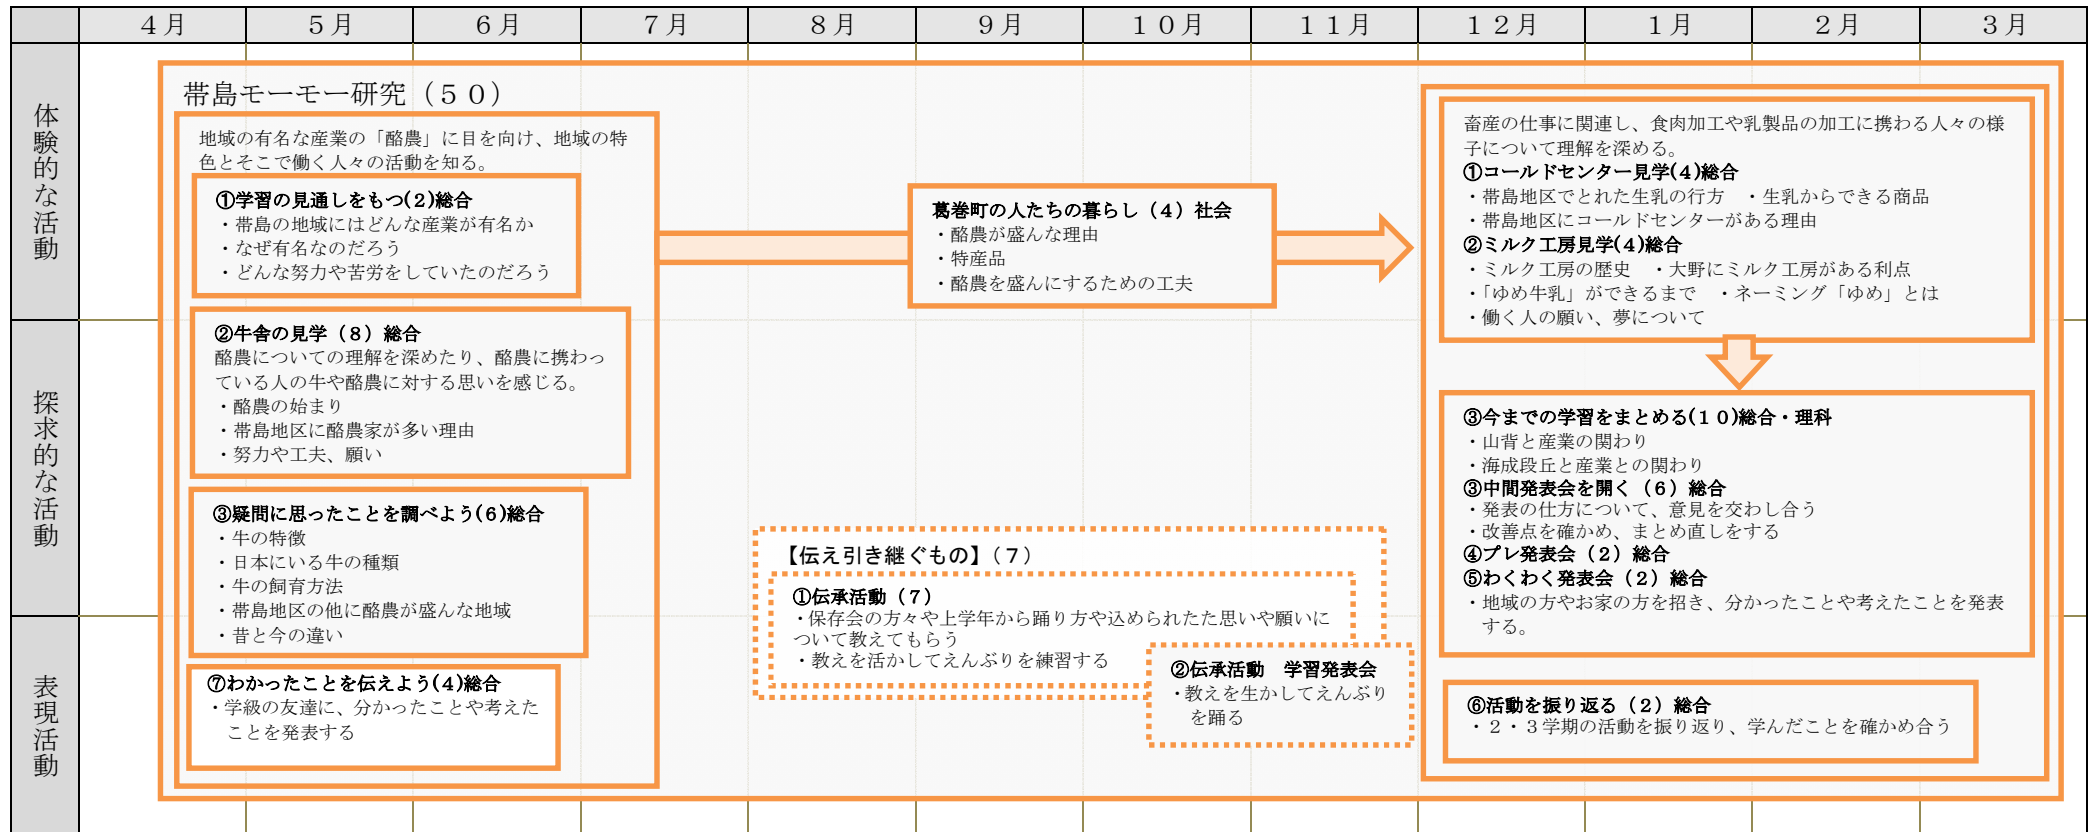 ４月　５月　６月　７月　８月　９月　１０月　１１月　１２月　１月　２月　３月
体験的な活動
探求的な活動
表現活動
帯島モーモー研究（５０）
地域の有名な産業の「酪農」に目を向け、地域の特
色とそこで働く人々の活動を知る。
①学習の見通しをもつ(２)総合
・帯島の地域にはどんな産業が有名か
・なぜ有名なのだろう
・どんな努力や苦労をしていたのだろう
②牛舎の見学（８）総合
酪農についての理解を深めたり、酪農に携わっ
ている人の牛や酪農に対する思いを感じる。
・酪農の始まり
・帯島地区に酪農家が多い理由
・努力や工夫、願い
③疑問に思ったことを調べよう(６)総合
・牛の特徴
・日本にいる牛の種類
・牛の飼育方法
・帯島地区の他に酪農が盛んな地域
・昔と今の違い
⑦わかったことを伝えよう(４)総合
・学級の友達に、分かったことや考えた
ことを発表する
葛巻町の人たちの暮らし（４）社会
・酪農が盛んな理由
・特産品
・酪農を盛んにするための工夫
【伝え引き継ぐもの】（７）
①伝承活動（７）
・保存会の方々や上学年から踊り方や込められたた思いや願いに
ついて教えてもらう
・教えを活かしてえんぶりを練習する
②伝承活動　学習発表会
・教えを生かしてえんぶり
を踊る
畜産の仕事に関連し、食肉加工や乳製品の加工に携わる人々の様
子について理解を深める。
①コールドセンター見学(４)総合
・帯島地区でとれた生乳の行方　・生乳からできる商品
・帯島地区にコールドセンターがある理由
②ミルク工房見学(４)総合
・ミルク工房の歴史　・大野にミルク工房がある利点
・「ゆめ牛乳」ができるまで　・ネーミング「ゆめ」とは
・働く人の願い、夢について
③今までの学習をまとめる(１０)総合・理科
・山背と産業の関わり
・海成段丘と産業との関わり
③中間発表会を開く（６）総合
・発表の仕方について、意見を交わし合う
・改善点を確かめ、まとめ直しをする
④プレ発表会（２）総合
⑤わくわく発表会（２）総合
・地域の方やお家の方を招き、分かったことや考えたことを発表
する。
⑥活動を振り返る（２）総合
・２・３学期の活動を振り返り、学んだことを確かめ合う